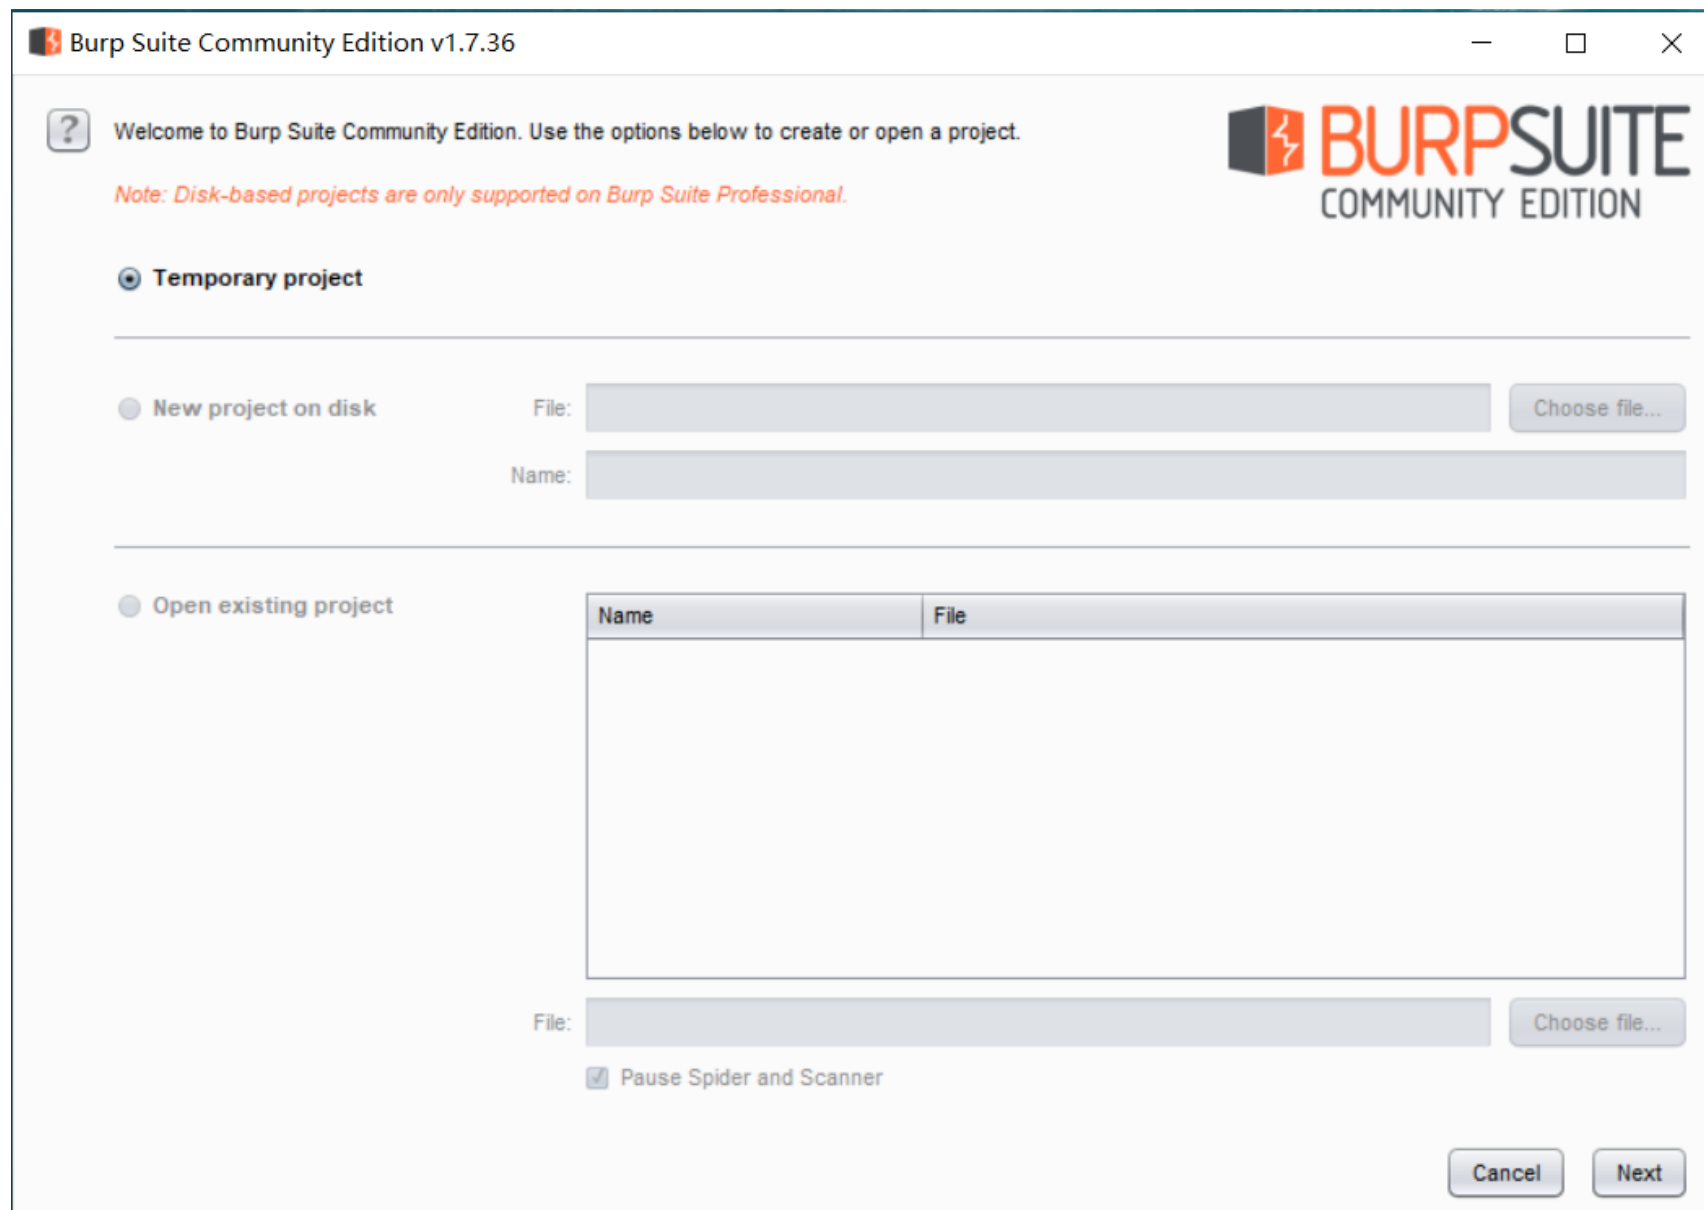 Burp Suite Community Edition v1.7.36
?
Welcome to Burp Suite Community Edition. Use the options below to create or open a project.
BURPSUITE
COMMUNITY EDITION
Note: Disk-based projects are only supported on Burp Suite Professional.
Temporary project
New project on disk
File:
Choose file...
Name:
Open existing project
Name
File
File:
Choose file...
Pause Spider and Scanner
Cancel
Next